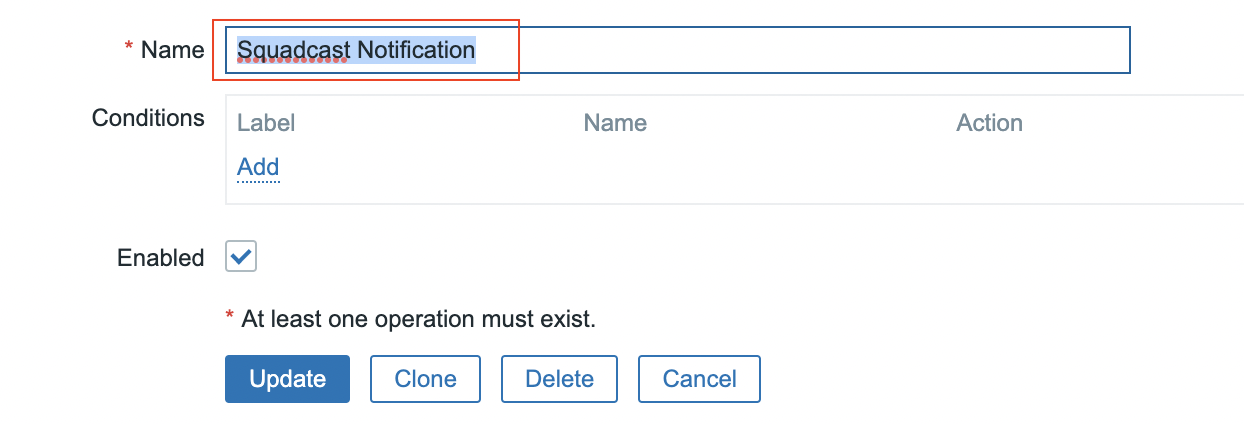 * Name Squadcast Notification
Conditions Label Name Action
Add
Enabled
* At least one operation must exist.
Update Clone Delete Cancel